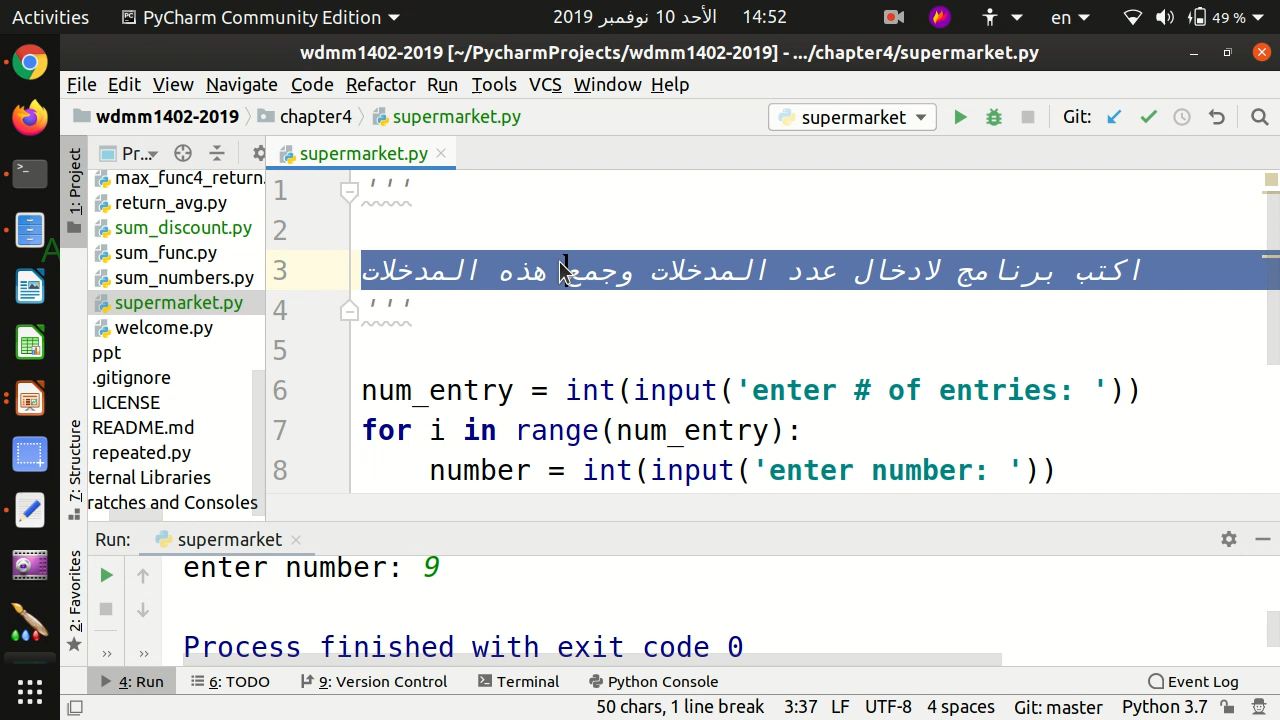 Activities PyCharm Community Edition الأحد 10 نوفمبر 2019 14:52 en 49 %
wdmm1402-2019 [~/PycharmProjects/wdmm1402-2019] - .../chapter4/supermarket.py
File Edit View Navigate Code Refactor Run Tools VCS Window Help
wdmm1402-2019 chapter4 supermarket.py supermarket Git:
1: Project
Pr...
supermarket.py
max_func4_return.
return_avg.py
sum_discount.py
sum_func.py
sum_numbers.py
supermarket.py
welcome.py
ppt
.gitignore
LICENSE
README.md
repeated.py
ternal Libraries
ratches and Consoles
7: Structure
2: Favorites
1 '''
2
3 اكتب برنامج لادخال عدد المدخلات وجمع هذه المدخلات
4 '''
5
6 num_entry = int(input('enter # of entries: '))
7 for i in range(num_entry):
8 number = int(input('enter number: '))
Run: supermarket
enter number: 9
Process finished with exit code 0
4: Run 6: TODO 9: Version Control Terminal Python Console Event Log
50 chars, 1 line break 3:37 LF UTF-8 4 spaces Git: master Python 3.7